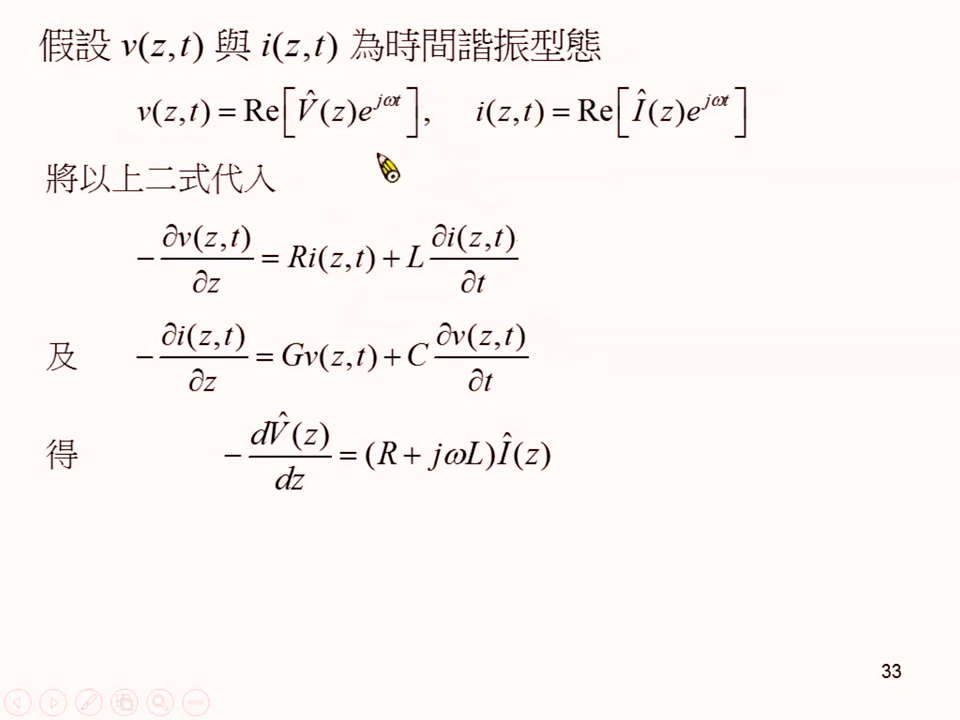 假設 v(z,t) 與 i(z,t) 為時間諧振型態
v(z,t) = Re[V̂(z)e^{jωt}],  i(z,t) = Re[Î(z)e^{jωt}]
將以上二式代入
−∂v(z,t)/∂z = Ri(z,t) + L ∂i(z,t)/∂t
及 −∂i(z,t)/∂z = Gv(z,t) + C ∂v(z,t)/∂t
得 −dV̂(z)/dz = (R + jωL)Î(z)
33